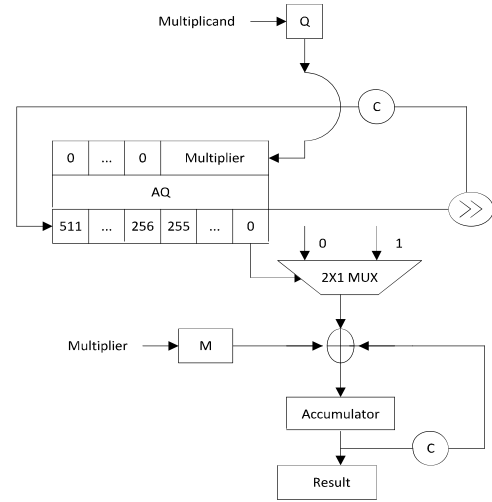 Multiplicand Q
C
0 ... 0 Multiplier
AQ
511 ... 256 255 ... 0
0 1
2X1 MUX
Multiplier M
Accumulator
C
Result